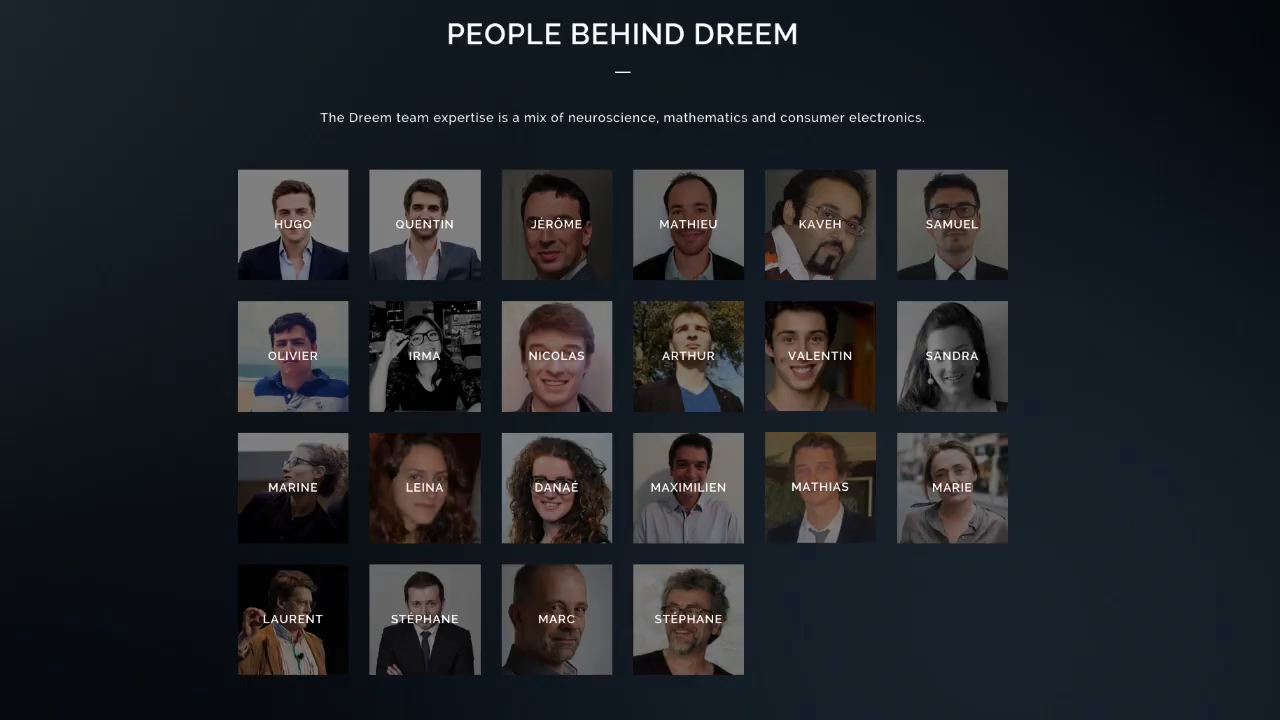 PEOPLE BEHIND DREEM
The Dreem team expertise is a mix of neuroscience, mathematics and consumer electronics.
HUGO QUENTIN JÉRÔME MATHIEU KAVEH SAMUEL
OLIVIER IRMA NICOLAS ARTHUR VALENTIN SANDRA
MARINE LEINA DANAÉ MAXIMILIEN MATHIAS MARIE
LAURENT STÉPHANE MARC STÉPHANE